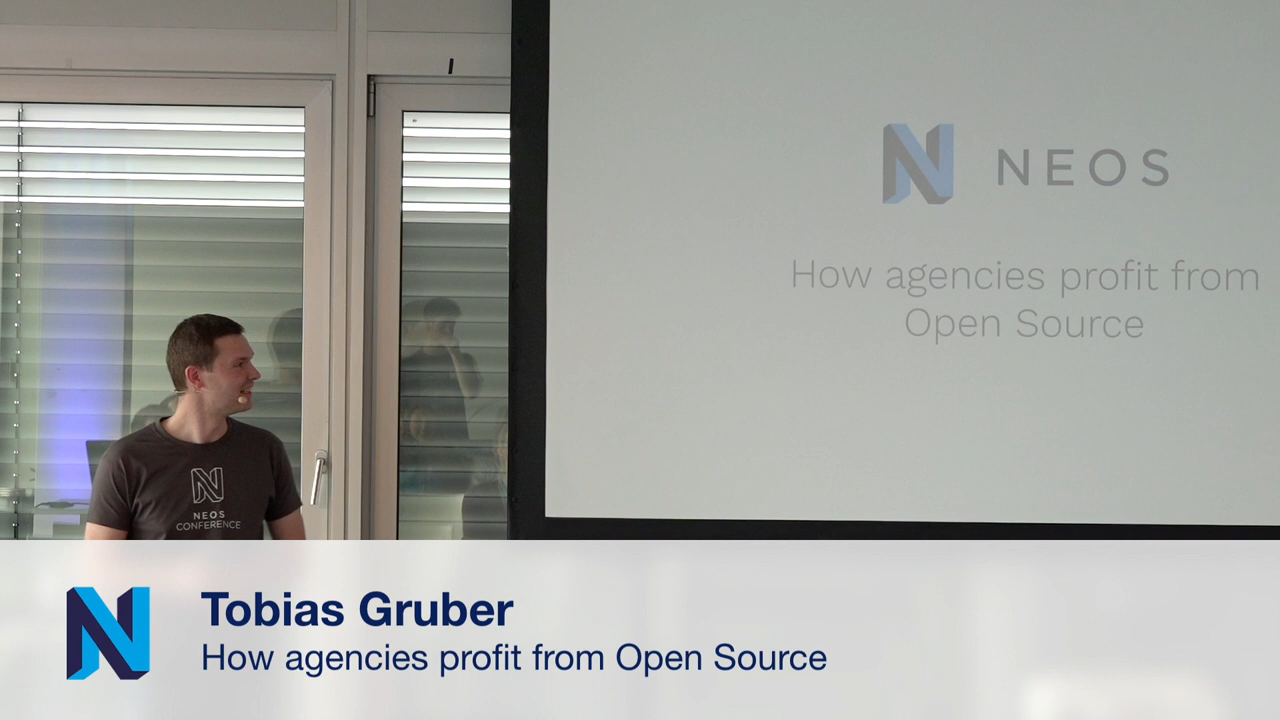 NEOS
How agencies profit from
Open Source
NEOS
CONFERENCE
Tobias Gruber
How agencies profit from Open Source